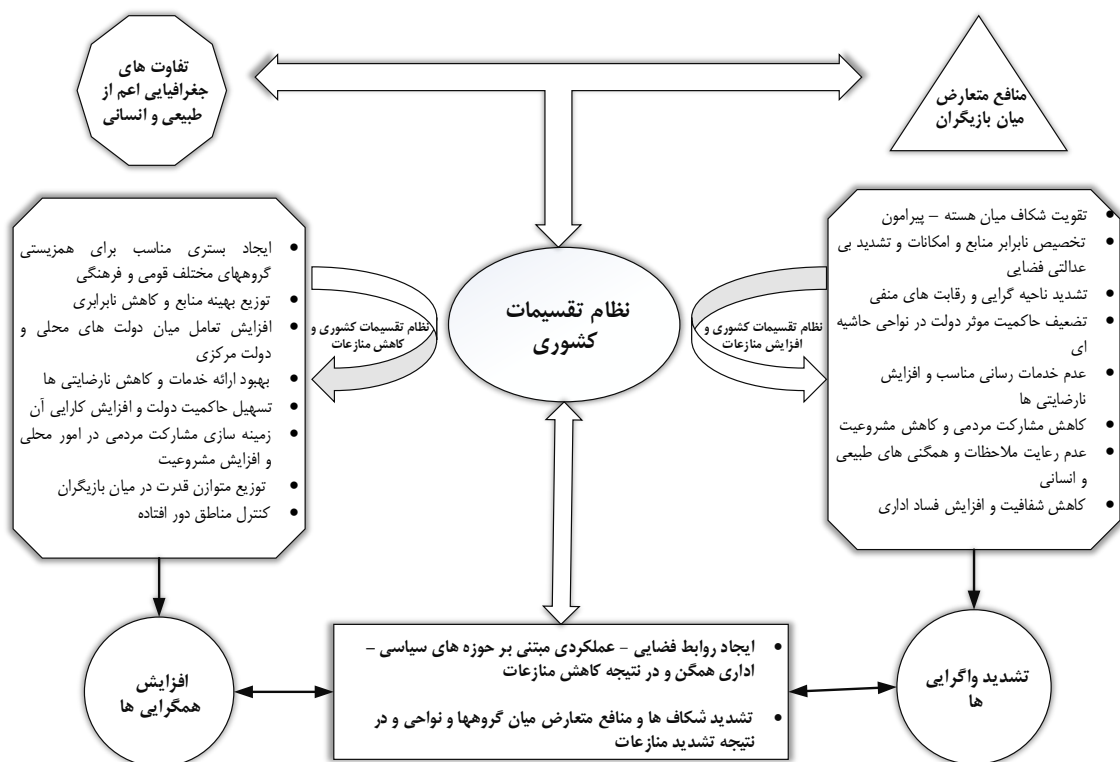 منافع متعارض
میان بازیگران
تفاوت های
جغرافیایی اعم از
طبیعی و انسانی
• تقویت شکاف میان هسته – پیرامون
• تخصیص نابرابر منابع و امکانات و تشدید بی
عدالتی فضایی
• تشدید ناحیه گرایی و رقابت های منفی
• تضعیف حاکمیت موثر دولت در نواحی حاشیه
ای
• عدم خدمات رسانی مناسب و افزایش
نارضایتی ها
• کاهش مشارکت مردمی و کاهش مشروعیت
• عدم رعایت ملاحظات و همگنی های طبیعی
و انسانی
• کاهش شفافیت و افزایش فساد اداری
نظام تقسیمات کشوری و
افزایش منازعات
نظام تقسیمات
کشوری
نظام تقسیمات کشوری و
کاهش منازعات
• ایجاد بستری مناسب برای همزیستی
گروههای مختلف قومی و فرهنگی
• توزیع بهینه منابع و کاهش نابرابری
• افزایش تعامل میان دولت های محلی و
دولت مرکزی
• بهبود ارائه خدمات و کاهش نارضایتی ها
• تسهیل حاکمیت دولت و افزایش کارایی آن
• زمینه سازی مشارکت مردمی در امور محلی
و افزایش مشروعیت
• توزیع متوازن قدرت در میان بازیگران
• کنترل مناطق دور افتاده
تشدید واگرایی
ها
• ایجاد روابط فضایی – عملکردی مبتنی بر حوزه های سیاسی –
اداری همگن و در نتیجه کاهش منازعات
• تشدید شکاف ها و منافع متعارض میان گروهها و نواحی و در
نتیجه تشدید منازعات
افزایش
همگرایی ها